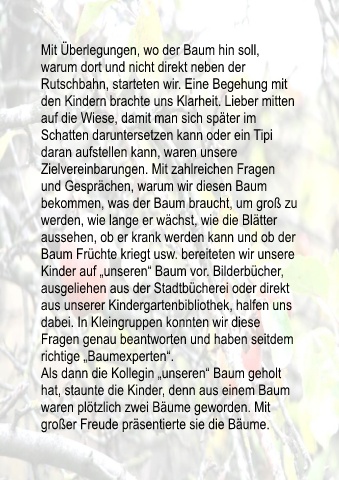 Mit Überlegungen, wo der Baum hin soll,
warum dort und nicht direkt neben der
Rutschbahn, starteten wir. Eine Begehung mit
den Kindern brachte uns Klarheit. Lieber mitten
auf die Wiese, damit man sich später im
Schatten daruntersetzen kann oder ein Tipi
daran aufstellen kann, waren unsere
Zielvereinbarungen. Mit zahlreichen Fragen
und Gesprächen, warum wir diesen Baum
bekommen, was der Baum braucht, um groß zu
werden, wie lange er wächst, wie die Blätter
aussehen, ob er krank werden kann und ob der
Baum Früchte kriegt usw. bereiteten wir unsere
Kinder auf „unseren“ Baum vor. Bilderbücher,
ausgeliehen aus der Stadtbücherei oder direkt
aus unserer Kindergartenbibliothek, halfen uns
dabei. In Kleingruppen konnten wir diese
Fragen genau beantworten und haben seitdem
richtige „Baumexperten“.
Als dann die Kollegin „unseren“ Baum geholt
hat, staunte die Kinder, denn aus einem Baum
waren plötzlich zwei Bäume geworden. Mit
großer Freude präsentierte sie die Bäume.